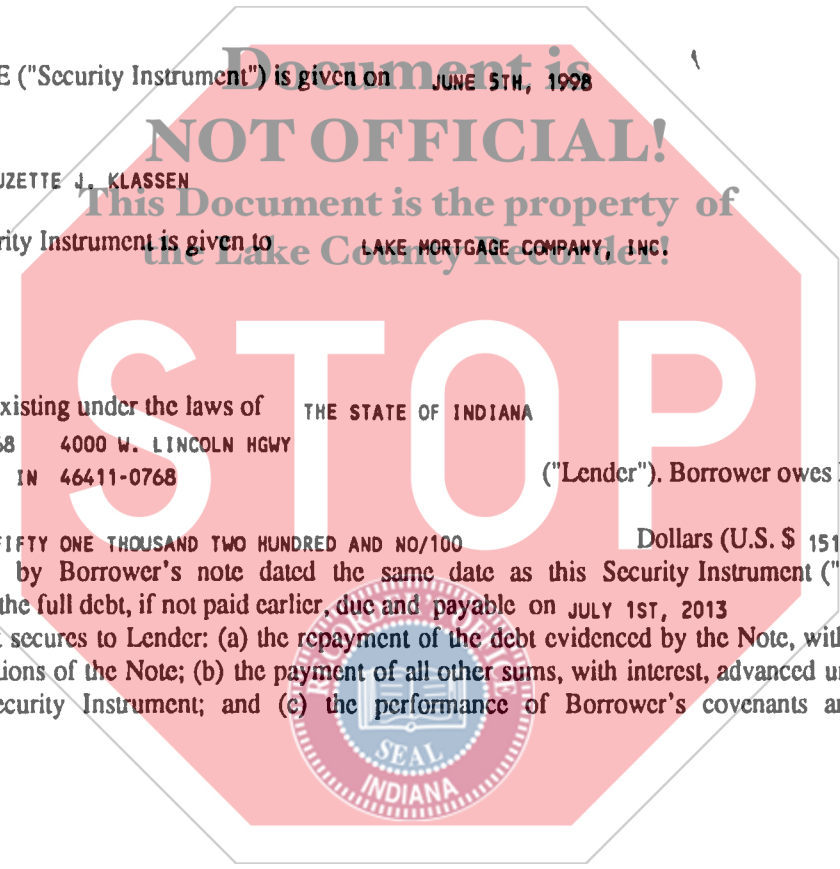 E ("Security Instrument") is given on JUNE 5TH, 1998
Document is
NOT OFFICIAL!
UZETTE J. KLASSEN
This Document is the property of
rity Instrument is given to LAKE MORTGAGE COMPANY, INC.
the Lake County Recorder!
STOP
xisting under the laws of THE STATE OF INDIANA
68 4000 W. LINCOLN HGWY
IN 46411-0768
("Lender"). Borrower owes
FIFTY ONE THOUSAND TWO HUNDRED AND NO/100 Dollars (U.S. $ 151
by Borrower's note dated the same date as this Security Instrument ("
the full debt, if not paid earlier, due and payable on JULY 1ST, 2013
secures to Lender: (a) the repayment of the debt evidenced by the Note, wit
ions of the Note; (b) the payment of all other sums, with interest, advanced u
ecurity Instrument; and (c) the performance of Borrower's covenants a
RECORDER'S OFFICE
SEAL
INDIANA